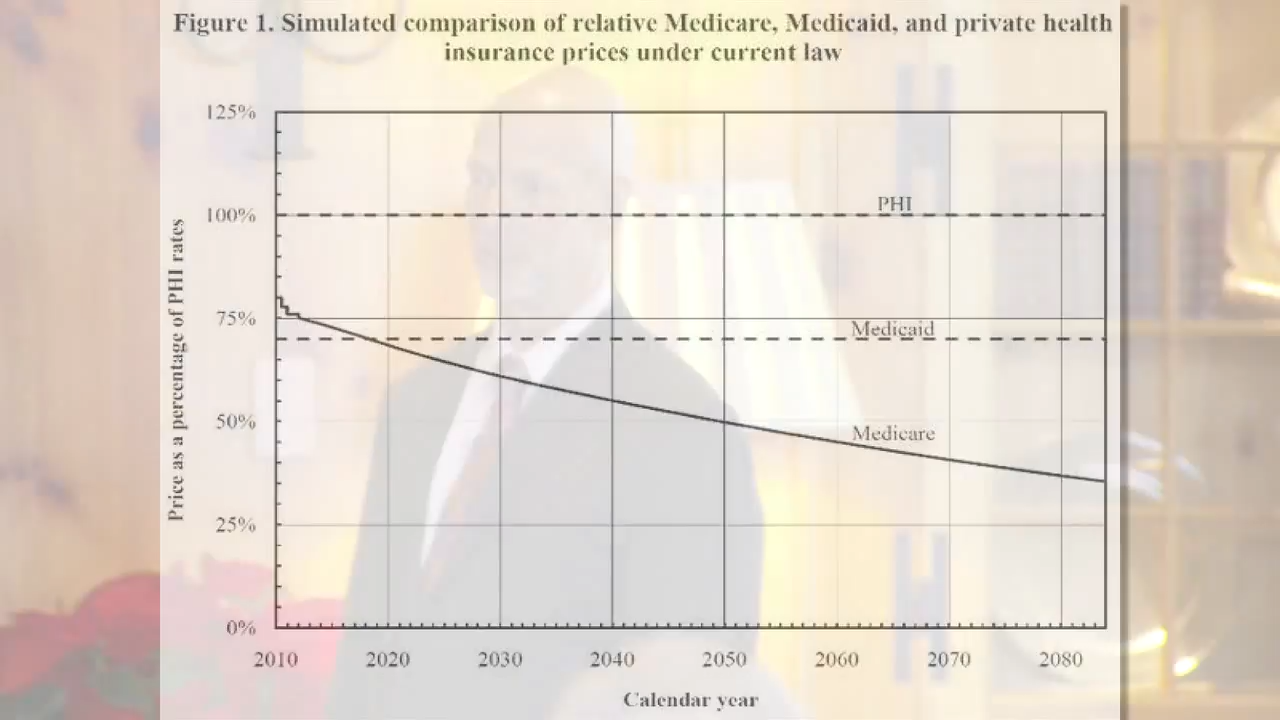 Figure 1. Simulated comparison of relative Medicare, Medicaid, and private health
insurance prices under current law
125%
100%
75%
50%
25%
0%
Price as a percentage of PHI rates
PHI
Medicaid
Medicare
2010 2020 2030 2040 2050 2060 2070 2080
Calendar year